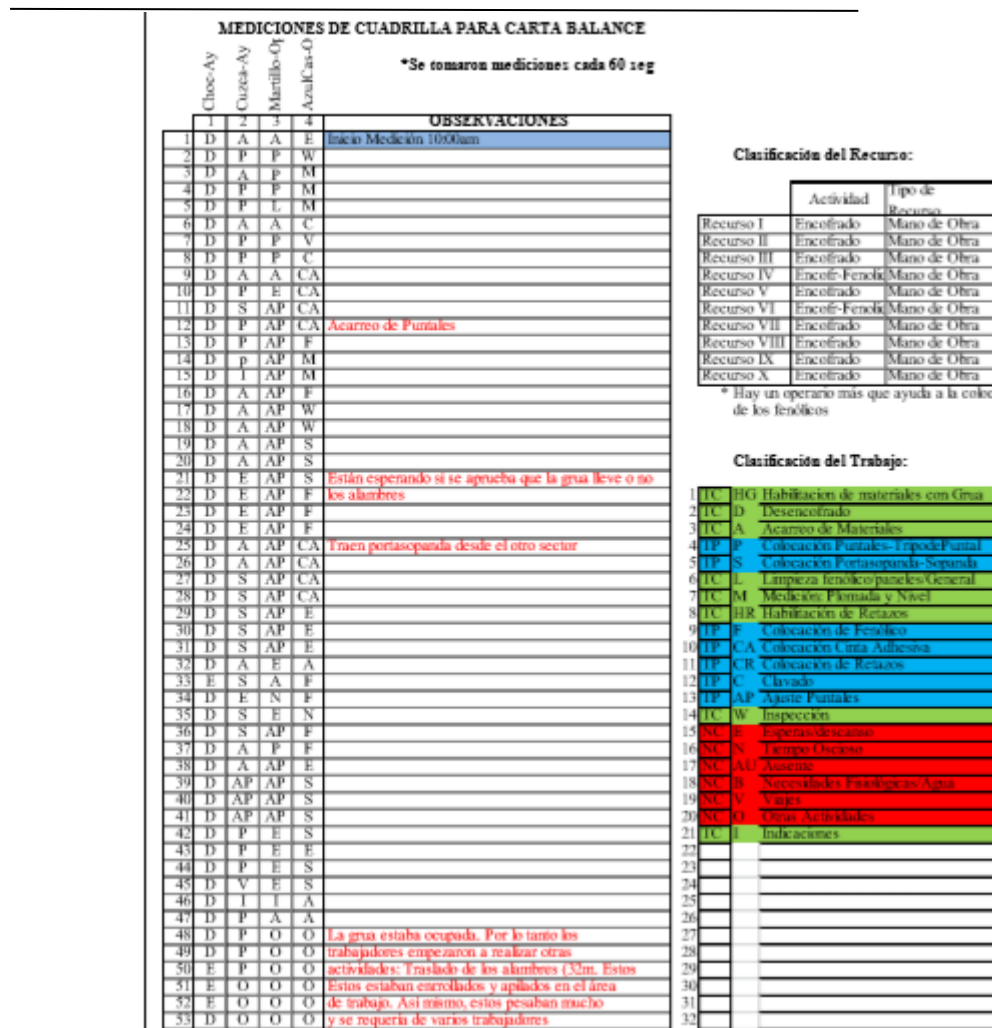 MEDICIONES DE CUADRILLA PARA CARTA BALANCE
*Se tomaron mediciones cada 60 seg
Choc-Ay Cuzca-Ay Martillo-Op AzulCas-O
1 2 3 4 OBSERVACIONES
1 D A A E Inicio Medición 10:00am
2 D P P W
3 D A P M
4 D P P M
5 D P L M
6 D A A C
7 D P P V
8 D P P C
9 D A A CA
10 D P E CA
11 D S AP CA
12 D P AP CA Acarreo de Puntales
13 D P AP F
14 D p AP M
15 D I AP M
16 D A AP F
17 D A AP W
18 D A AP W
19 D A AP S
20 D A AP S
21 D E AP S Están esperando si se aprueba que la grua lleve o no
22 D E AP F los alambres
23 D E AP F
24 D E AP F
25 D A AP CA Traen portasopanda desde el otro sector
26 D A AP CA
27 D S AP CA
28 D S AP CA
29 D S AP E
30 D S AP E
31 D S AP E
32 D A E A
33 E S A F
34 D E N F
35 D S E N
36 D S AP F
37 D A P F
38 D A AP E
39 D AP AP S
40 D AP AP S
41 D AP AP S
42 D P E S
43 D P E E
44 D P E S
45 D V E S
46 D I I A
47 D P A A
48 D P O O La grua estaba ocupada. Por lo tanto los
49 D P O O trabajadores empezaron a realizar otras
50 E P O O actividades: Traslado de los alambres (32m. Estos
51 E O O O Estos estaban enrrollados y apilados en el área
52 E O O O de trabajo. Asi mismo, estos pesaban mucho
53 D O O O y se requería de varios trabajadores
Clasificación del Recurso:
Actividad Tipo de
Recurso
Recurso I Encofrado Mano de Obra
Recurso II Encofrado Mano de Obra
Recurso III Encofrado Mano de Obra
Recurso IV Encofr-Fenolic Mano de Obra
Recurso V Encofrado Mano de Obra
Recurso VI Encofr-Fenolic Mano de Obra
Recurso VII Encofrado Mano de Obra
Recurso VIII Encofrado Mano de Obra
Recurso IX Encofrado Mano de Obra
Recurso X Encofrado Mano de Obra
* Hay un operario más que ayuda a la coloc
de los fenólicos
Clasificación del Trabajo:
1 TC HG Habilitacion de materiales con Grua
2 TC D Desencofrado
3 TC A Acarreo de Materiales
4 TP P Colocación Puntales-TripodePuntal
5 TP S Colocación Portasopanda-Sopanda
6 TC L Limpieza fenólico/paneles/General
7 TC M Medición: Plomada y Nivel
8 TC HR Habilitación de Retazos
9 TP F Colocación de Fenólico
10 TP CA Colocación Cinta Adhesiva
11 TP CR Colocación de Retazos
12 TP C Clavado
13 TP AP Ajuste Puntales
14 TC W Inspección
15 NC E Esperas/descanso
16 NC N Tiempo Oscioso
17 NC AU Ausente
18 NC B Necesidades Fisiológicas/Agua
19 NC V Viajes
20 NC O Otras Actividades
21 TC I Indicaciones
22
23
24
25
26
27
28
29
30
31
32